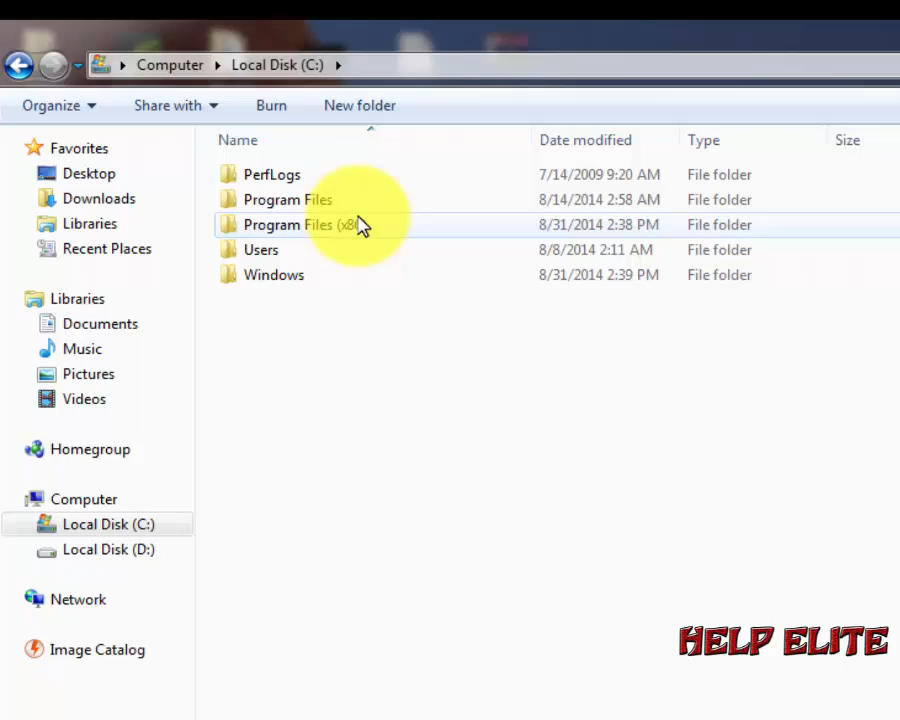 Computer Local Disk (C:)
Organize Share with Burn New folder
Name Date modified Type Size
Favorites
Desktop
Downloads
Libraries
Recent Places
Libraries
Documents
Music
Pictures
Videos
Homegroup
Computer
Local Disk (C:)
Local Disk (D:)
Network
Image Catalog
PerfLogs 7/14/2009 9:20 AM File folder
Program Files 8/14/2014 2:58 AM File folder
Program Files (x86) 8/31/2014 2:38 PM File folder
Users 8/8/2014 2:11 AM File folder
Windows 8/31/2014 2:39 PM File folder
HELP ELITE